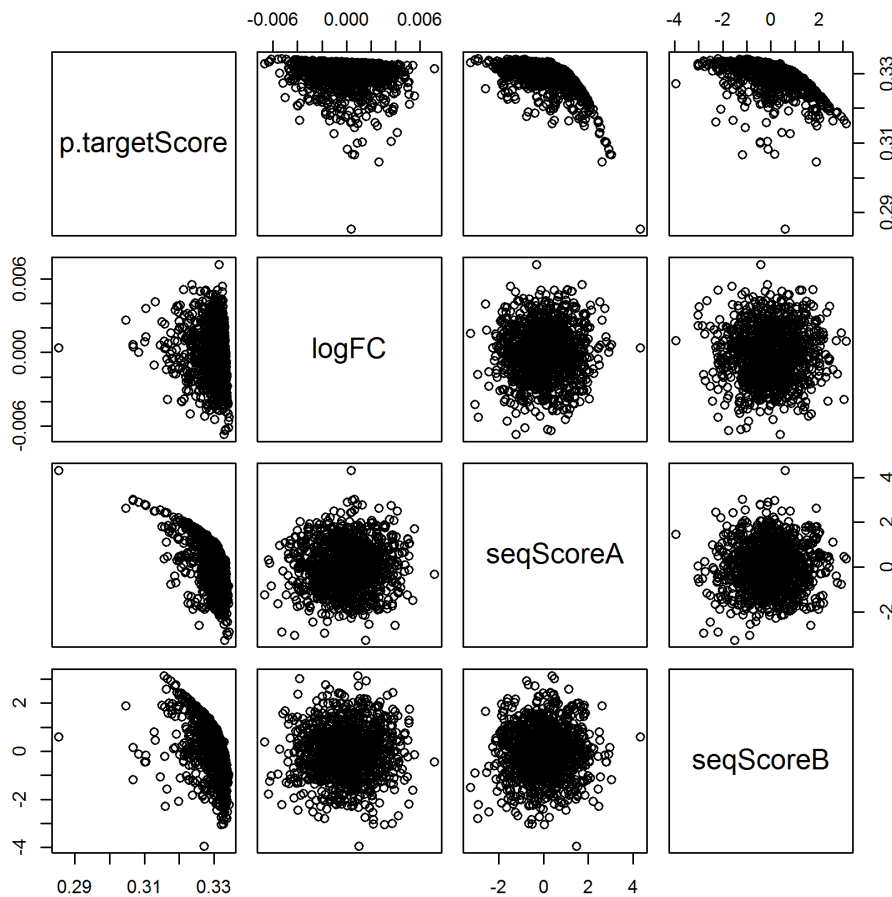 -0.006 0.000 0.006 -4 -2 0 2
p.targetScore
0.29 0.31 0.33
-0.006 0.000 0.006
logFC
seqScoreA
-2 0 2 4
-4 -2 0 2
seqScoreB
0.29 0.31 0.33 -2 0 2 4